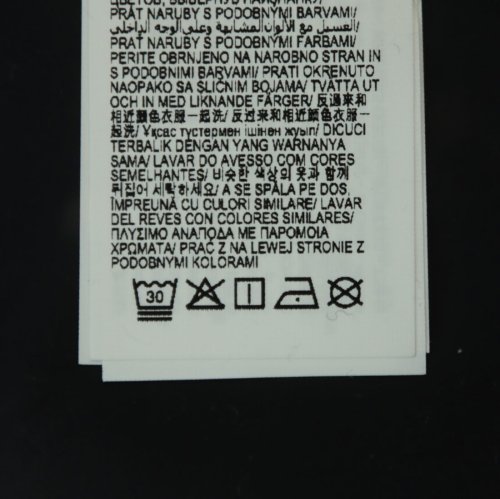 PRÁT NARUBY S PODOBNÝMI BARVAMI/
الغسيل مع الألوان المشابهة وعلى الوجه الداخلي/
PRAŤ NARUBY S PODOBNÝMI FARBAMI/
PERITE OBRNJENO NA NAROBNO STRAN IN
S PODOBNIMI BARVAMI/ PRATI OKRENUTO
NAOPAKO SA SLIČNIM BOJAMA/ TVÄTTA UT
OCH IN MED LIKNANDE FÄRGER/ 反過來和
相近顏色衣服一起洗/ 反过来和相近颜色衣服一
起洗/ Ұқсас түстермен ішінен жуып/ DICUCI
TERBALIK DENGAN YANG WARNANYA
SAMA/ LAVAR DO AVESSO COM CORES
SEMELHANTES/ 비슷한 색상의 옷과 함께
뒤집어 세탁하세요/ A SE SPĂLA PE DOS,
ÎMPREUNĂ CU CULORI SIMILARE/ LAVAR
DEL REVES CON COLORES SIMILARES/
ΠΛΥΣΙΜΟ ΑΝΑΠΟΔΑ ΜΕ ΠΑΡΟΜΟΙΑ
ΧΡΩΜΑΤΑ/ PRAĆ Z NA LEWEJ STRONIE Z
PODOBNYMI KOLORAMI
30